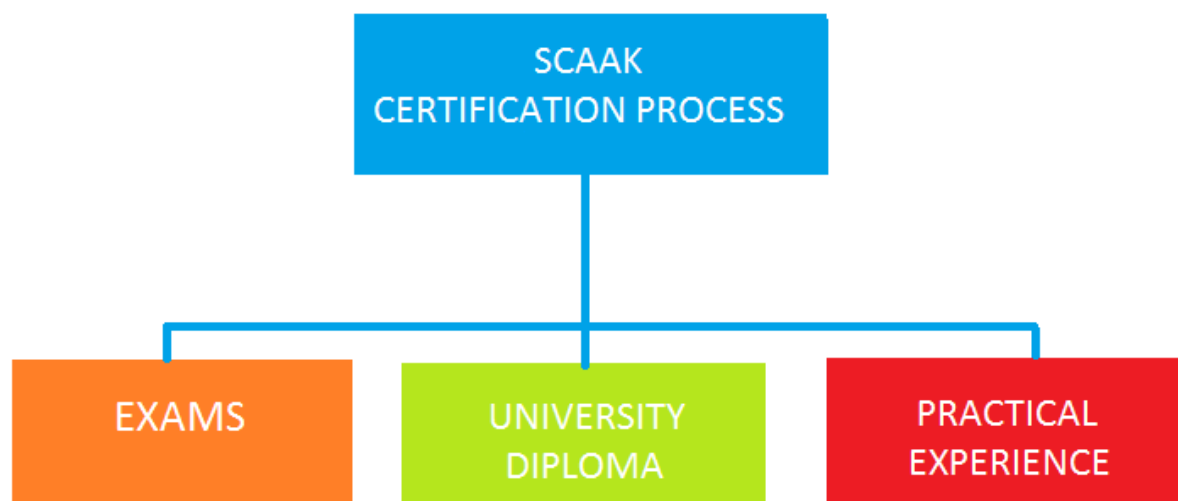 SCAAK
CERTIFICATION PROCESS
EXAMS
UNIVERSITY
DIPLOMA
PRACTICAL
EXPERIENCE